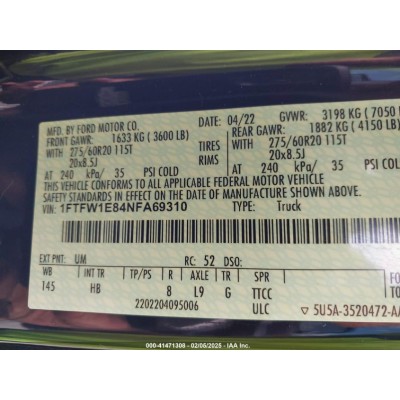 MFD. BY FORD MOTOR CO.
04/22 GVWR: 3198 KG (7050
FRONT GAWR: 1633 KG (3600 LB)
REAR GAWR: 1882 KG (4150 LB)
WITH 275/60R20 115T TIRES WITH 275/60R20 115T
20x8.5J RIMS 20x8.5J
AT 240 kPa/ 35 PSI COLD AT 240 kPa/ 35 PSI COLD
THIS VEHICLE CONFORMS TO ALL APPLICABLE FEDERAL MOTOR VEHICLE
SAFETY STANDARDS IN EFFECT ON THE DATE OF MANUFACTURE SHOWN ABOVE.
VIN: 1FTFW1E84NFA69310 TYPE: Truck
EXT PNT: UM RC: 52 DSO:
WB INT TR TP/PS R AXLE TR SPR
145 HB 8 L9 G TTCC
2202204095006 ULC
5U5A-3520472-AA
000-41471308 - 02/05/2025 - © IAA Inc.